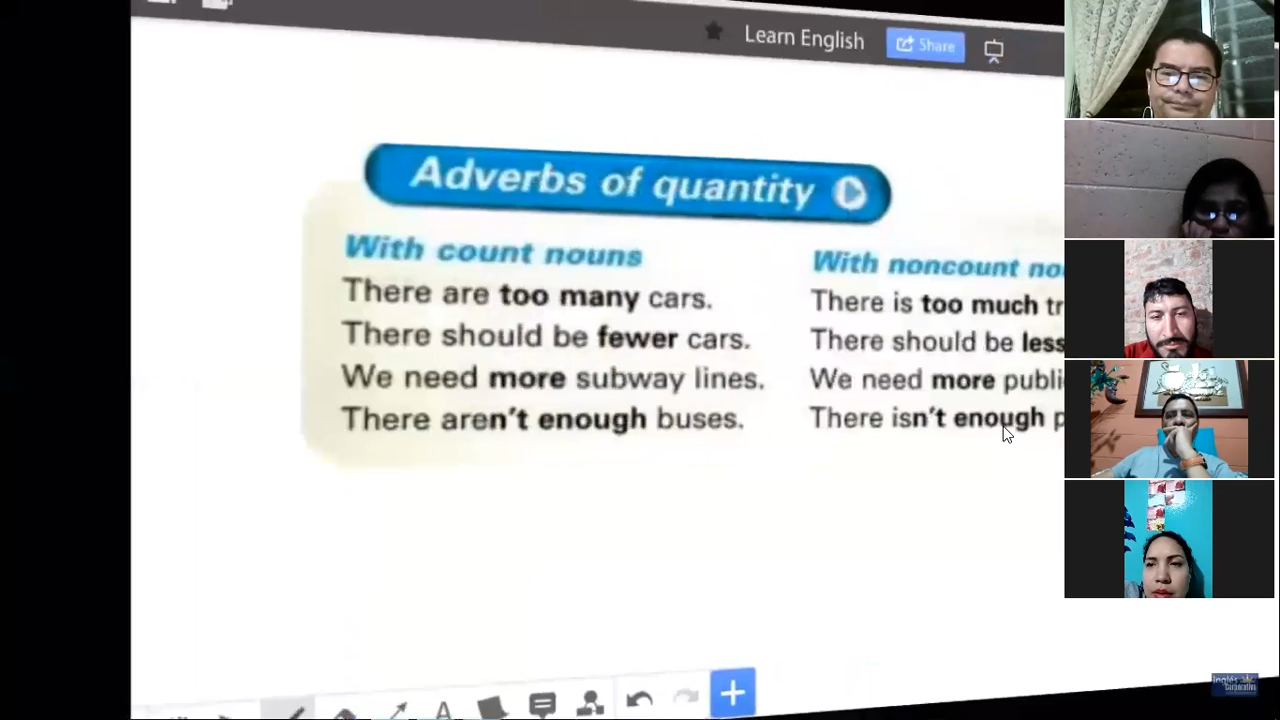 Learn English
Share
Adverbs of quantity
With count nouns
There are too many cars.
There should be fewer cars.
We need more subway lines.
There aren't enough buses.
With noncount
There is too much
There should be less
We need more
There isn't enough
A